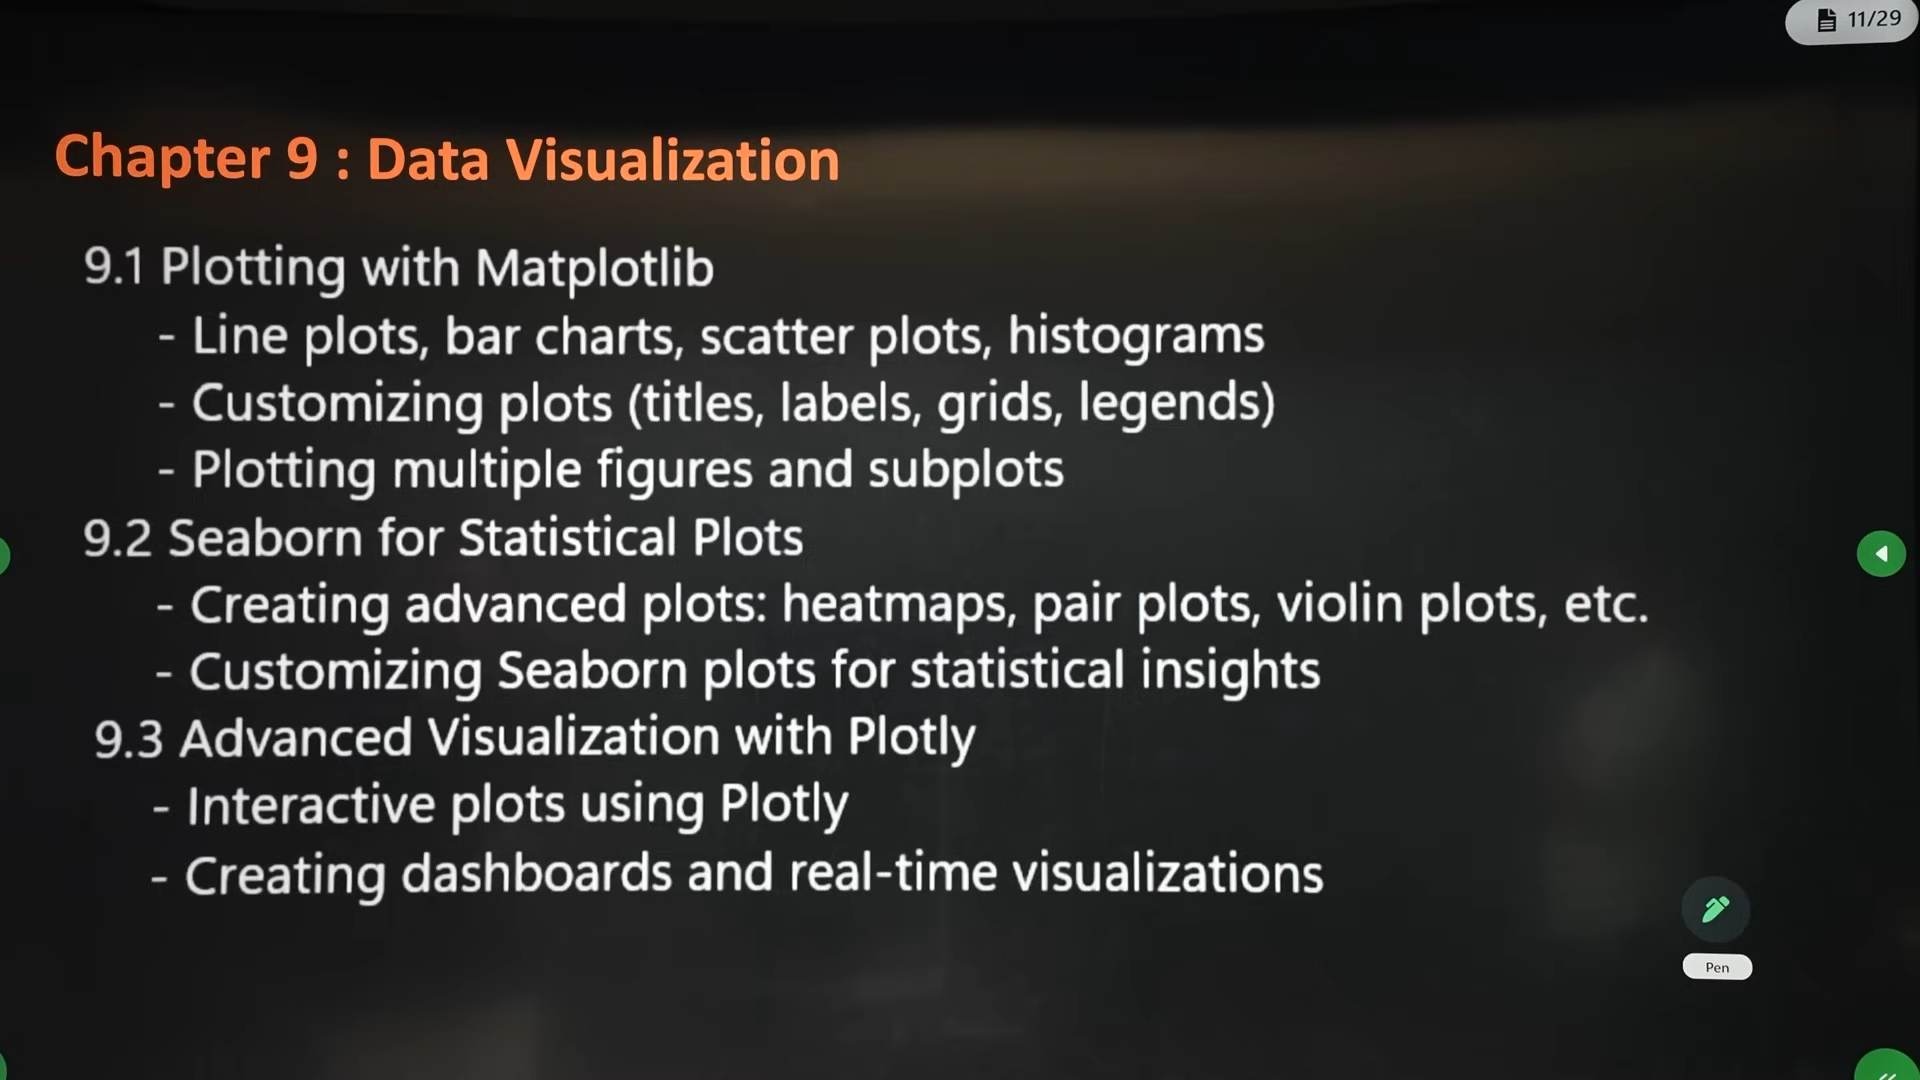 11/29
Chapter 9 : Data Visualization
9.1 Plotting with Matplotlib
- Line plots, bar charts, scatter plots, histograms
- Customizing plots (titles, labels, grids, legends)
- Plotting multiple figures and subplots
9.2 Seaborn for Statistical Plots
- Creating advanced plots: heatmaps, pair plots, violin plots, etc.
- Customizing Seaborn plots for statistical insights
9.3 Advanced Visualization with Plotly
- Interactive plots using Plotly
- Creating dashboards and real-time visualizations
Pen